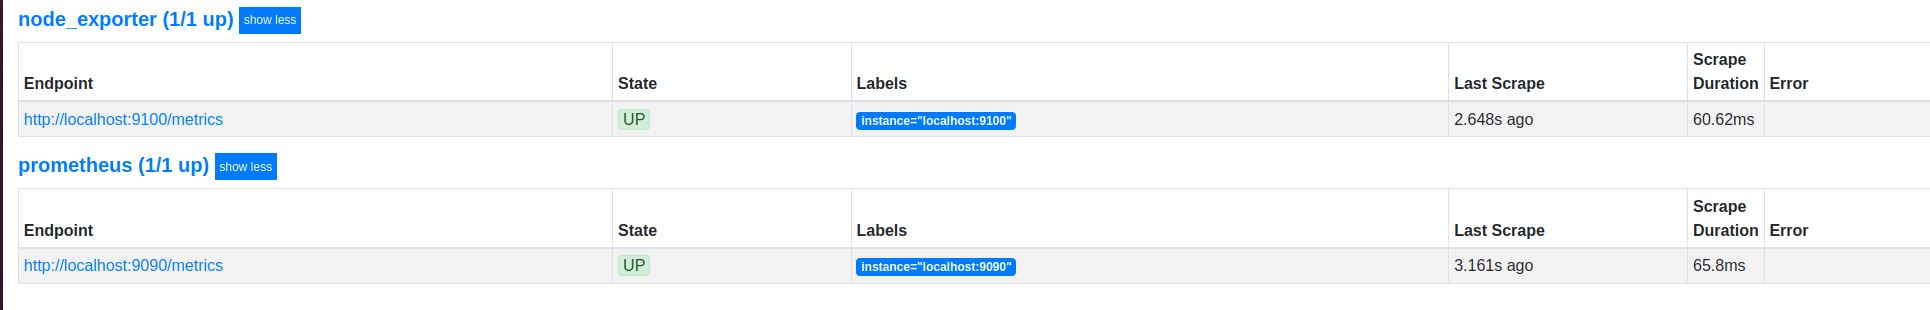 node_exporter (1/1 up) show less
Endpoint State Labels Last Scrape Scrape Duration Error
http://localhost:9100/metrics UP instance="localhost:9100" 2.648s ago 60.62ms
prometheus (1/1 up) show less
Endpoint State Labels Last Scrape Scrape Duration Error
http://localhost:9090/metrics UP instance="localhost:9090" 3.161s ago 65.8ms